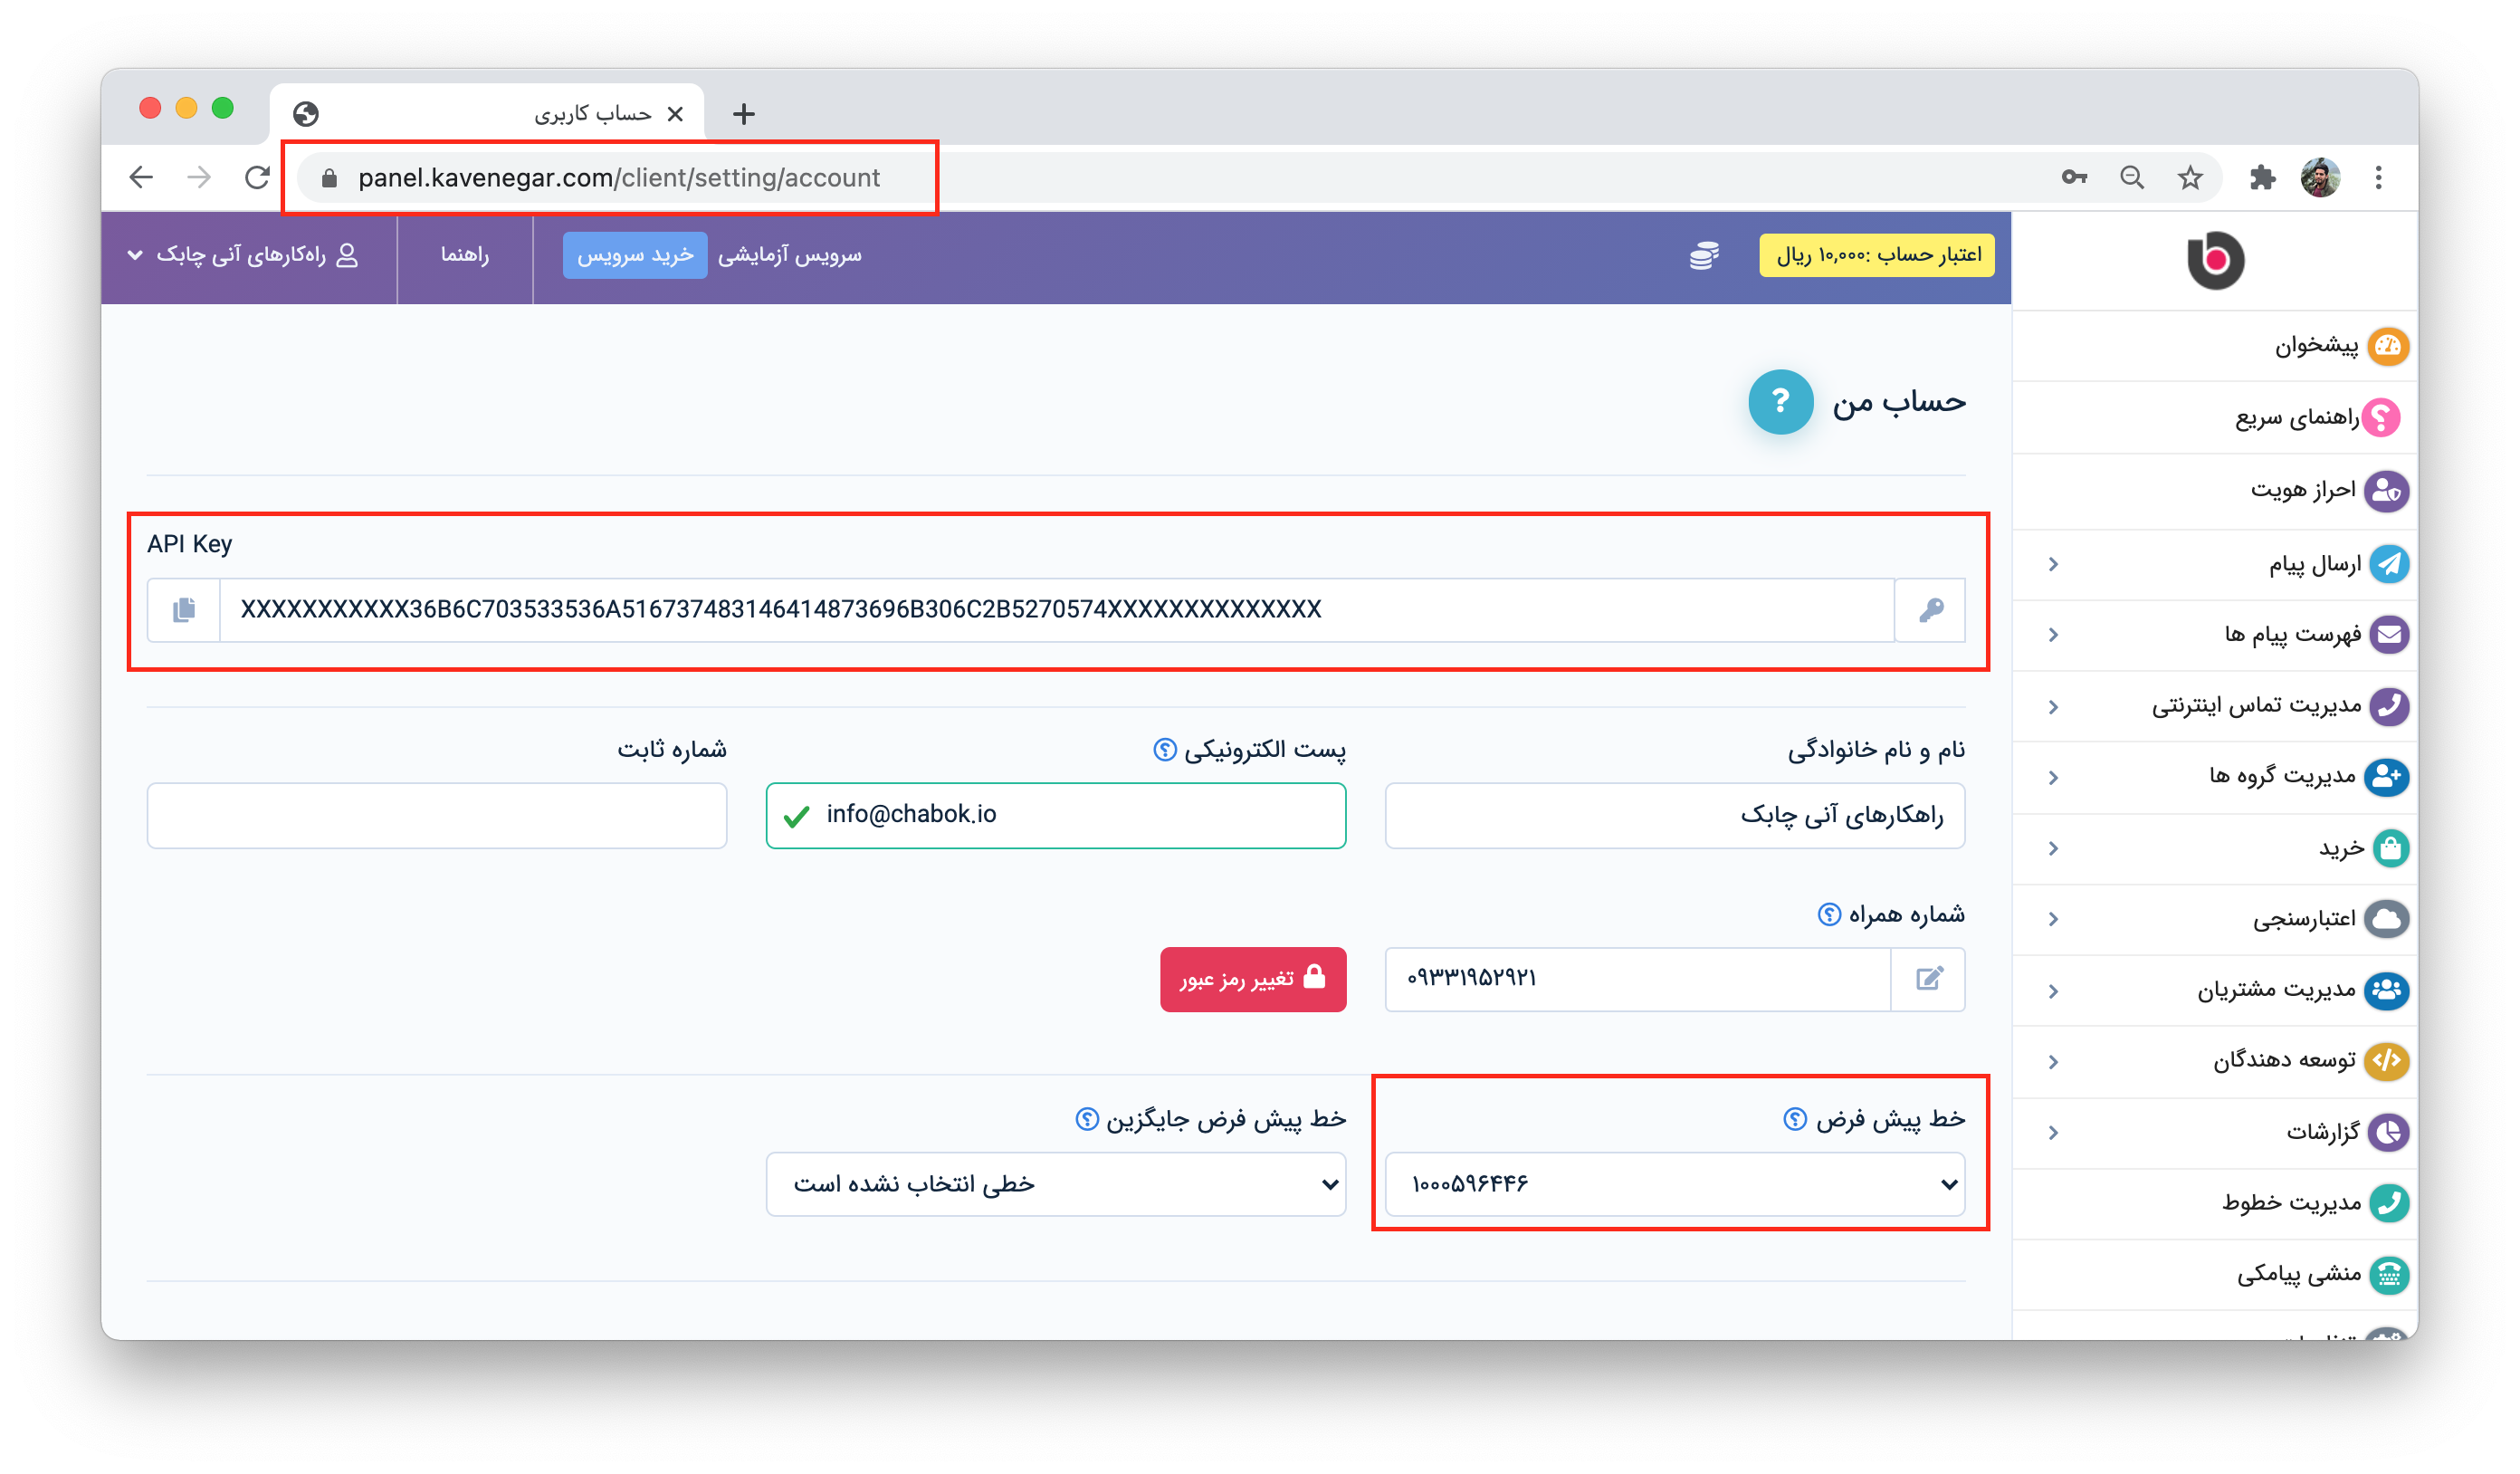 حساب کاربری
panel.kavenegar.com/client/setting/account
اعتبار حساب :۱۰,۰۰۰ ریال
سرویس آزمایشی
خرید سرویس
راهنما
راه‌کارهای آنی چابک
پیشخوان
راهنمای سریع
احراز هویت
ارسال پیام
فهرست پیام ها
مدیریت تماس اینترنتی
مدیریت گروه ها
خرید
اعتبارسنجی
مدیریت مشتریان
توسعه دهندگان
گزارشات
مدیریت خطوط
منشی پیامکی
حساب من
API Key
XXXXXXXXXXX36B6C703533536A516737483146414873696B306C2B5270574XXXXXXXXXXXXXX
نام و نام خانوادگی
راهکارهای آنی چابک
پست الکترونیکی
info@chabok.io
شماره ثابت
شماره همراه
۰۹۳۳۱۹۵۲۹۲۱
تغییر رمز عبور
خط پیش فرض
۱۰۰۰۵۹۶۴۴۶
خط پیش فرض جایگزین
خطی انتخاب نشده است